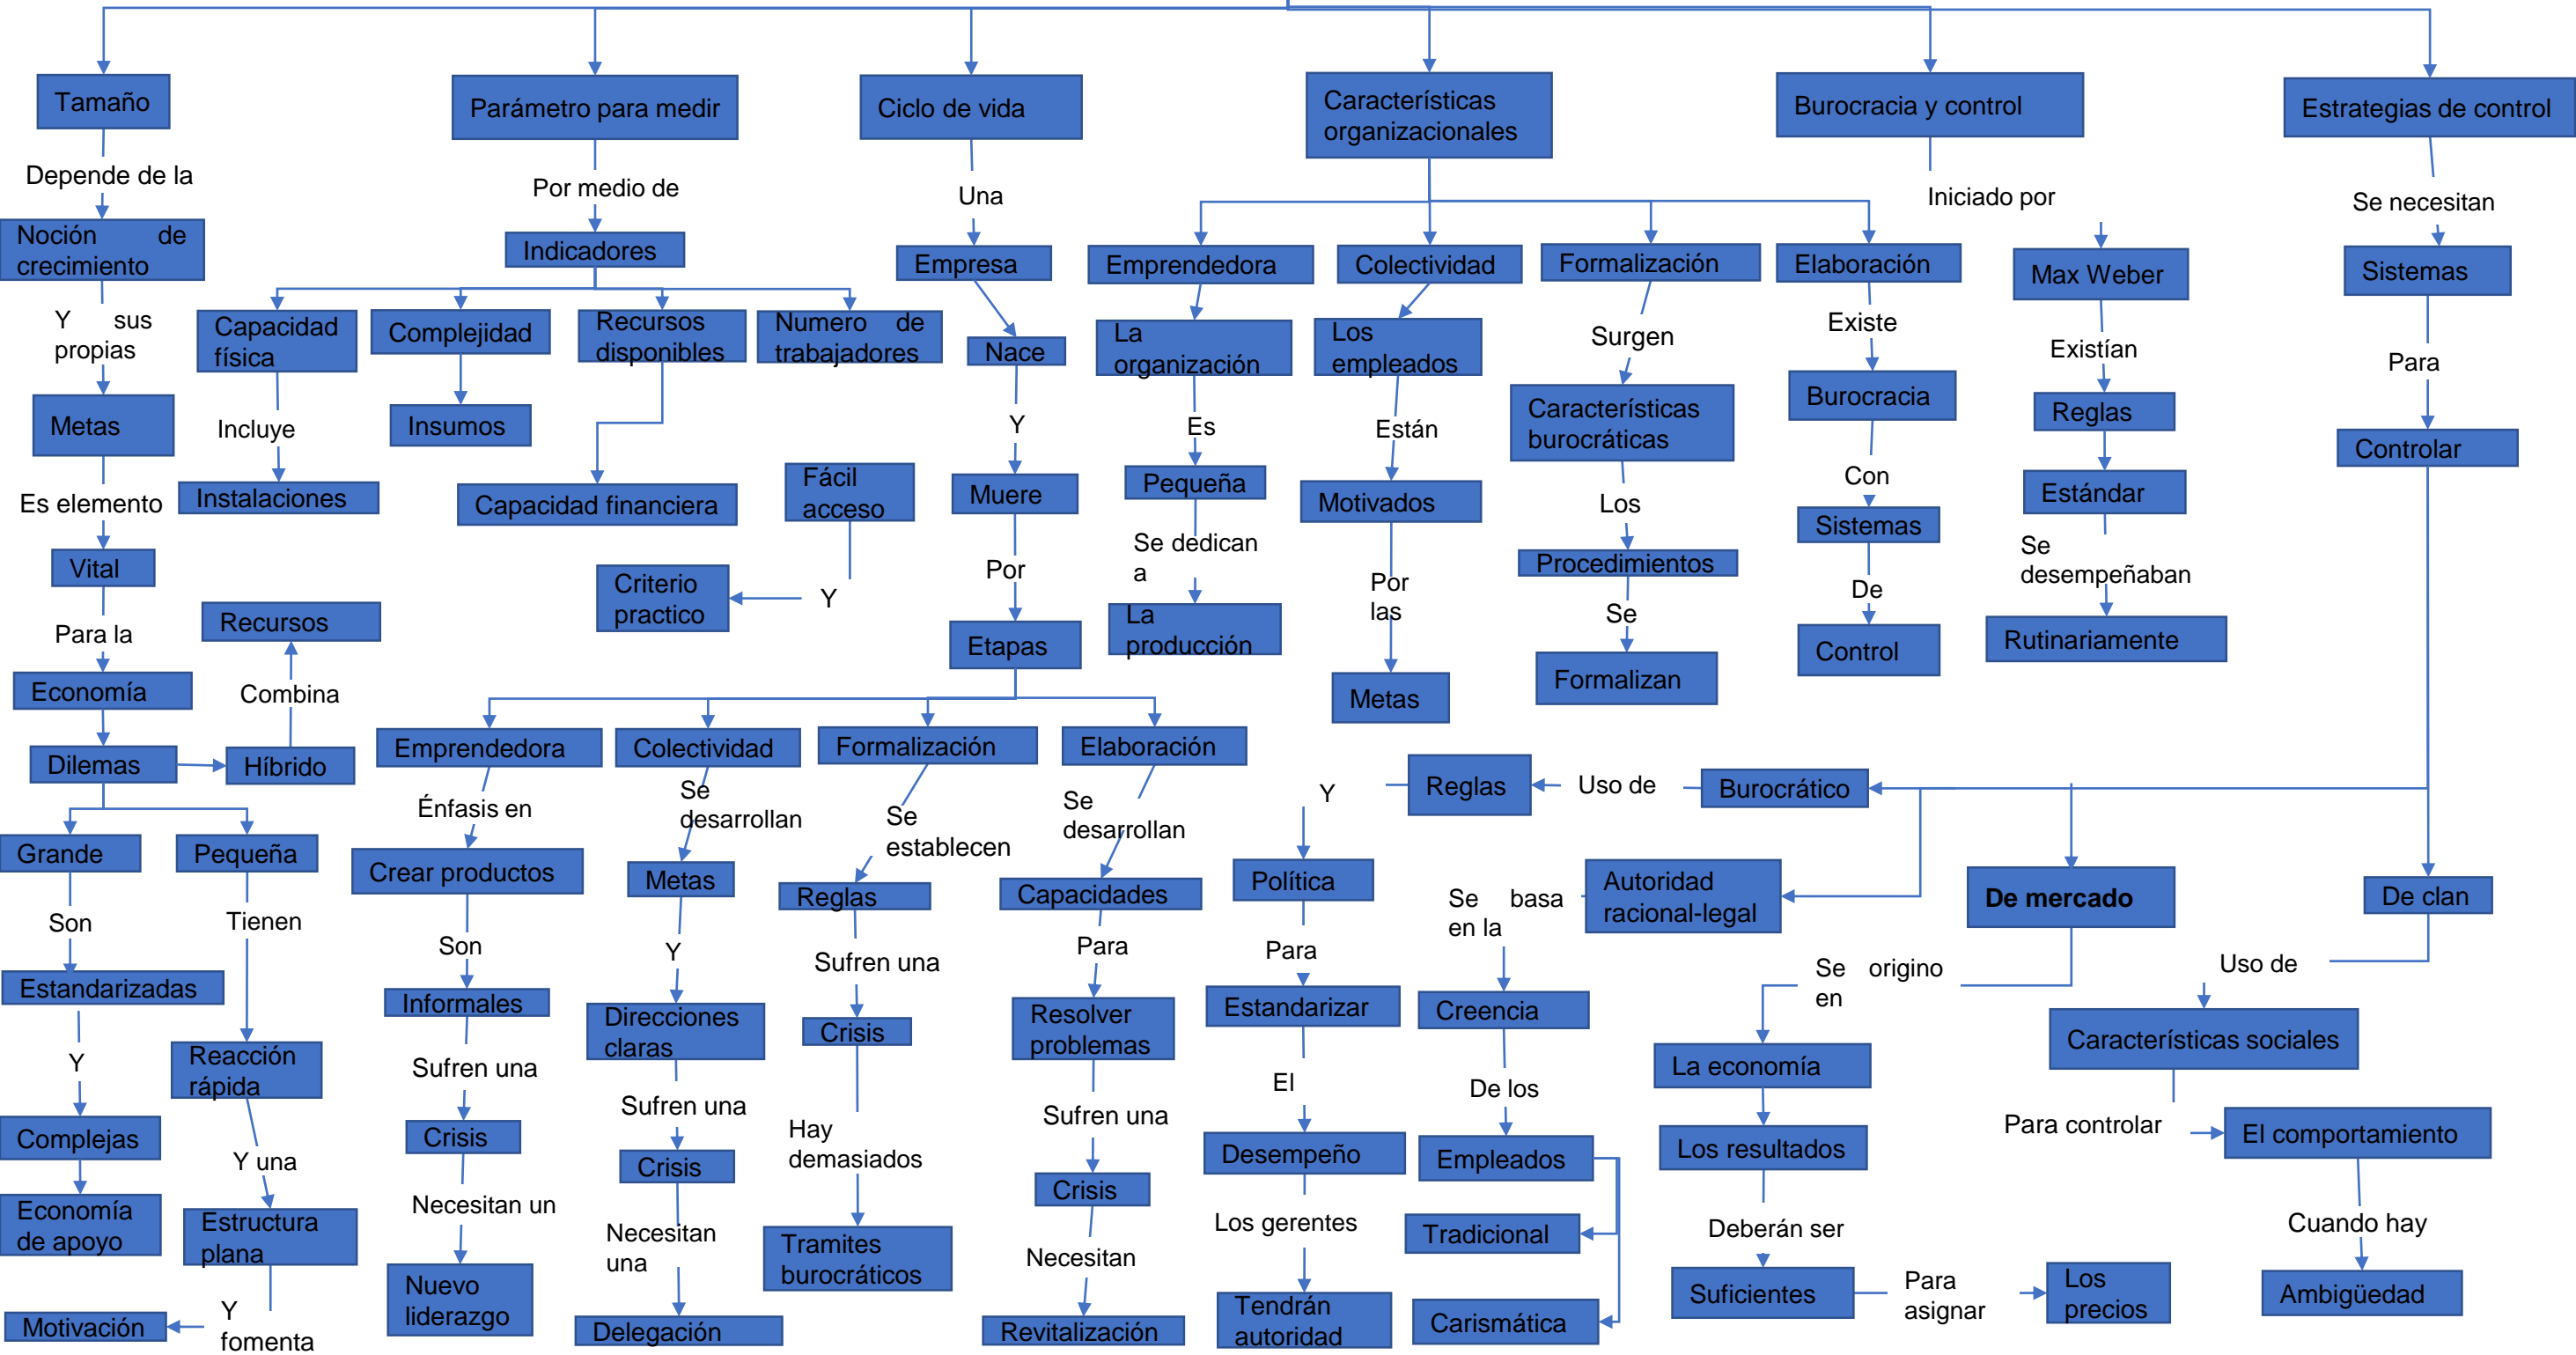 Tamaño
Parámetro para medir
Ciclo de vida
Característicás
organizacionales
Burocracia y control
Estrategias de control
Depende de la
Noción de
crecimiento
Y sus
propias
Metas
Es elemento
Vital
Para la
Economía
Dilemas
Híbrido
Combina
Recursos
Grande
Pequeña
Son
Estandarizadas
Y
Complejas
Economía
de apoyo
Tienen
Reacción
rápida
Y una
Estructura
plana
Y
fomenta
Motivación
Por medio de
Indicadores
Capacidad
física
Complejidad
Recursos
disponibles
Numero de
trabajadores
Incluye
Instalaciones
Insumos
Capacidad financiera
Fácil
acceso
Y
Criterio
practico
Una
Empresa
Nace
Y
Muere
Por
Etapas
Emprendedora
Colectividad
Formalización
Elaboración
Énfasis en
Crear productos
Son
Informales
Sufren una
Crisis
Necesitan un
Nuevo
liderazgo
Se
desarrollan
Metas
Y
Direcciones
claras
Sufren una
Crisis
Necesitan
una
Delegación
Se
establecen
Reglas
Sufren una
Crisis
Hay
demasiados
Tramites
burocráticos
Se
desarrollan
Capacidades
Para
Resolver
problemas
Sufren una
Crisis
Necesitan
Revitalización
Emprendedora
Colectividad
Formalización
Elaboración
La
organización
Es
Pequeña
Se dedican
a
La
producción
Los
empleados
Están
Motivados
Por
las
Metas
Surgen
Característicás
burocráticas
Los
Procedimientos
Se
Formalizan
Existe
Burocracia
Con
Sistemas
De
Control
Iniciado por
Max Weber
Existían
Reglas
Estándar
Se
desempeñaban
Rutinariamente
Se necesitan
Sistemas
Para
Controlar
Burocrático
Uso de
Reglas
Y
Política
Para
Estandarizar
El
Desempeño
Los gerentes
Tendrán
autoridad
Autoridad
racional-legal
Se basa
en la
Creencia
De los
Empleados
Tradicional
Carismática
De mercado
Se origino
en
La economía
Los resultados
Deberán ser
Suficientes
Para
asignar
Los
precios
De clan
Uso de
Característicás sociales
Para controlar
El comportamiento
Cuando hay
Ambigüedad